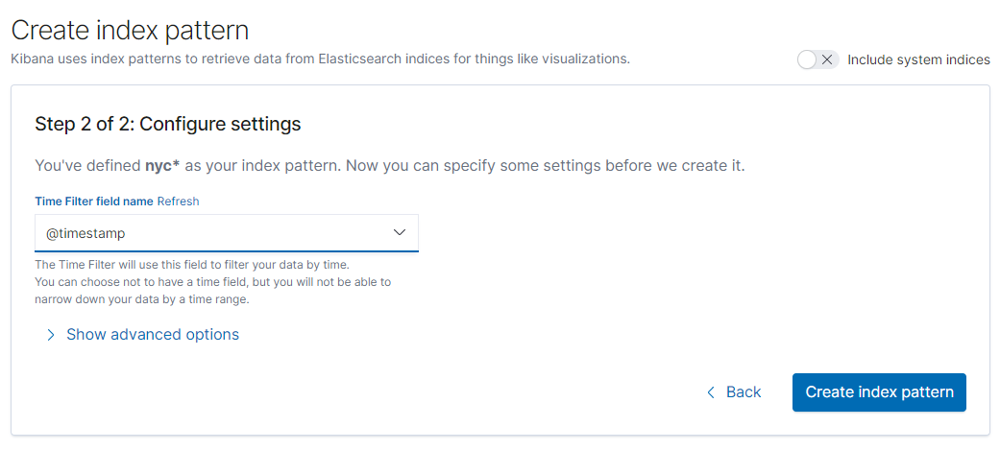 Create index pattern
Kibana uses index patterns to retrieve data from Elasticsearch indices for things like visualizations.
Include system indices
Step 2 of 2: Configure settings
You've defined nyc* as your index pattern. Now you can specify some settings before we create it.
Time Filter field name Refresh
@timestamp
The Time Filter will use this field to filter your data by time.
You can choose not to have a time field, but you will not be able to
narrow down your data by a time range.
Show advanced options
Back
Create index pattern